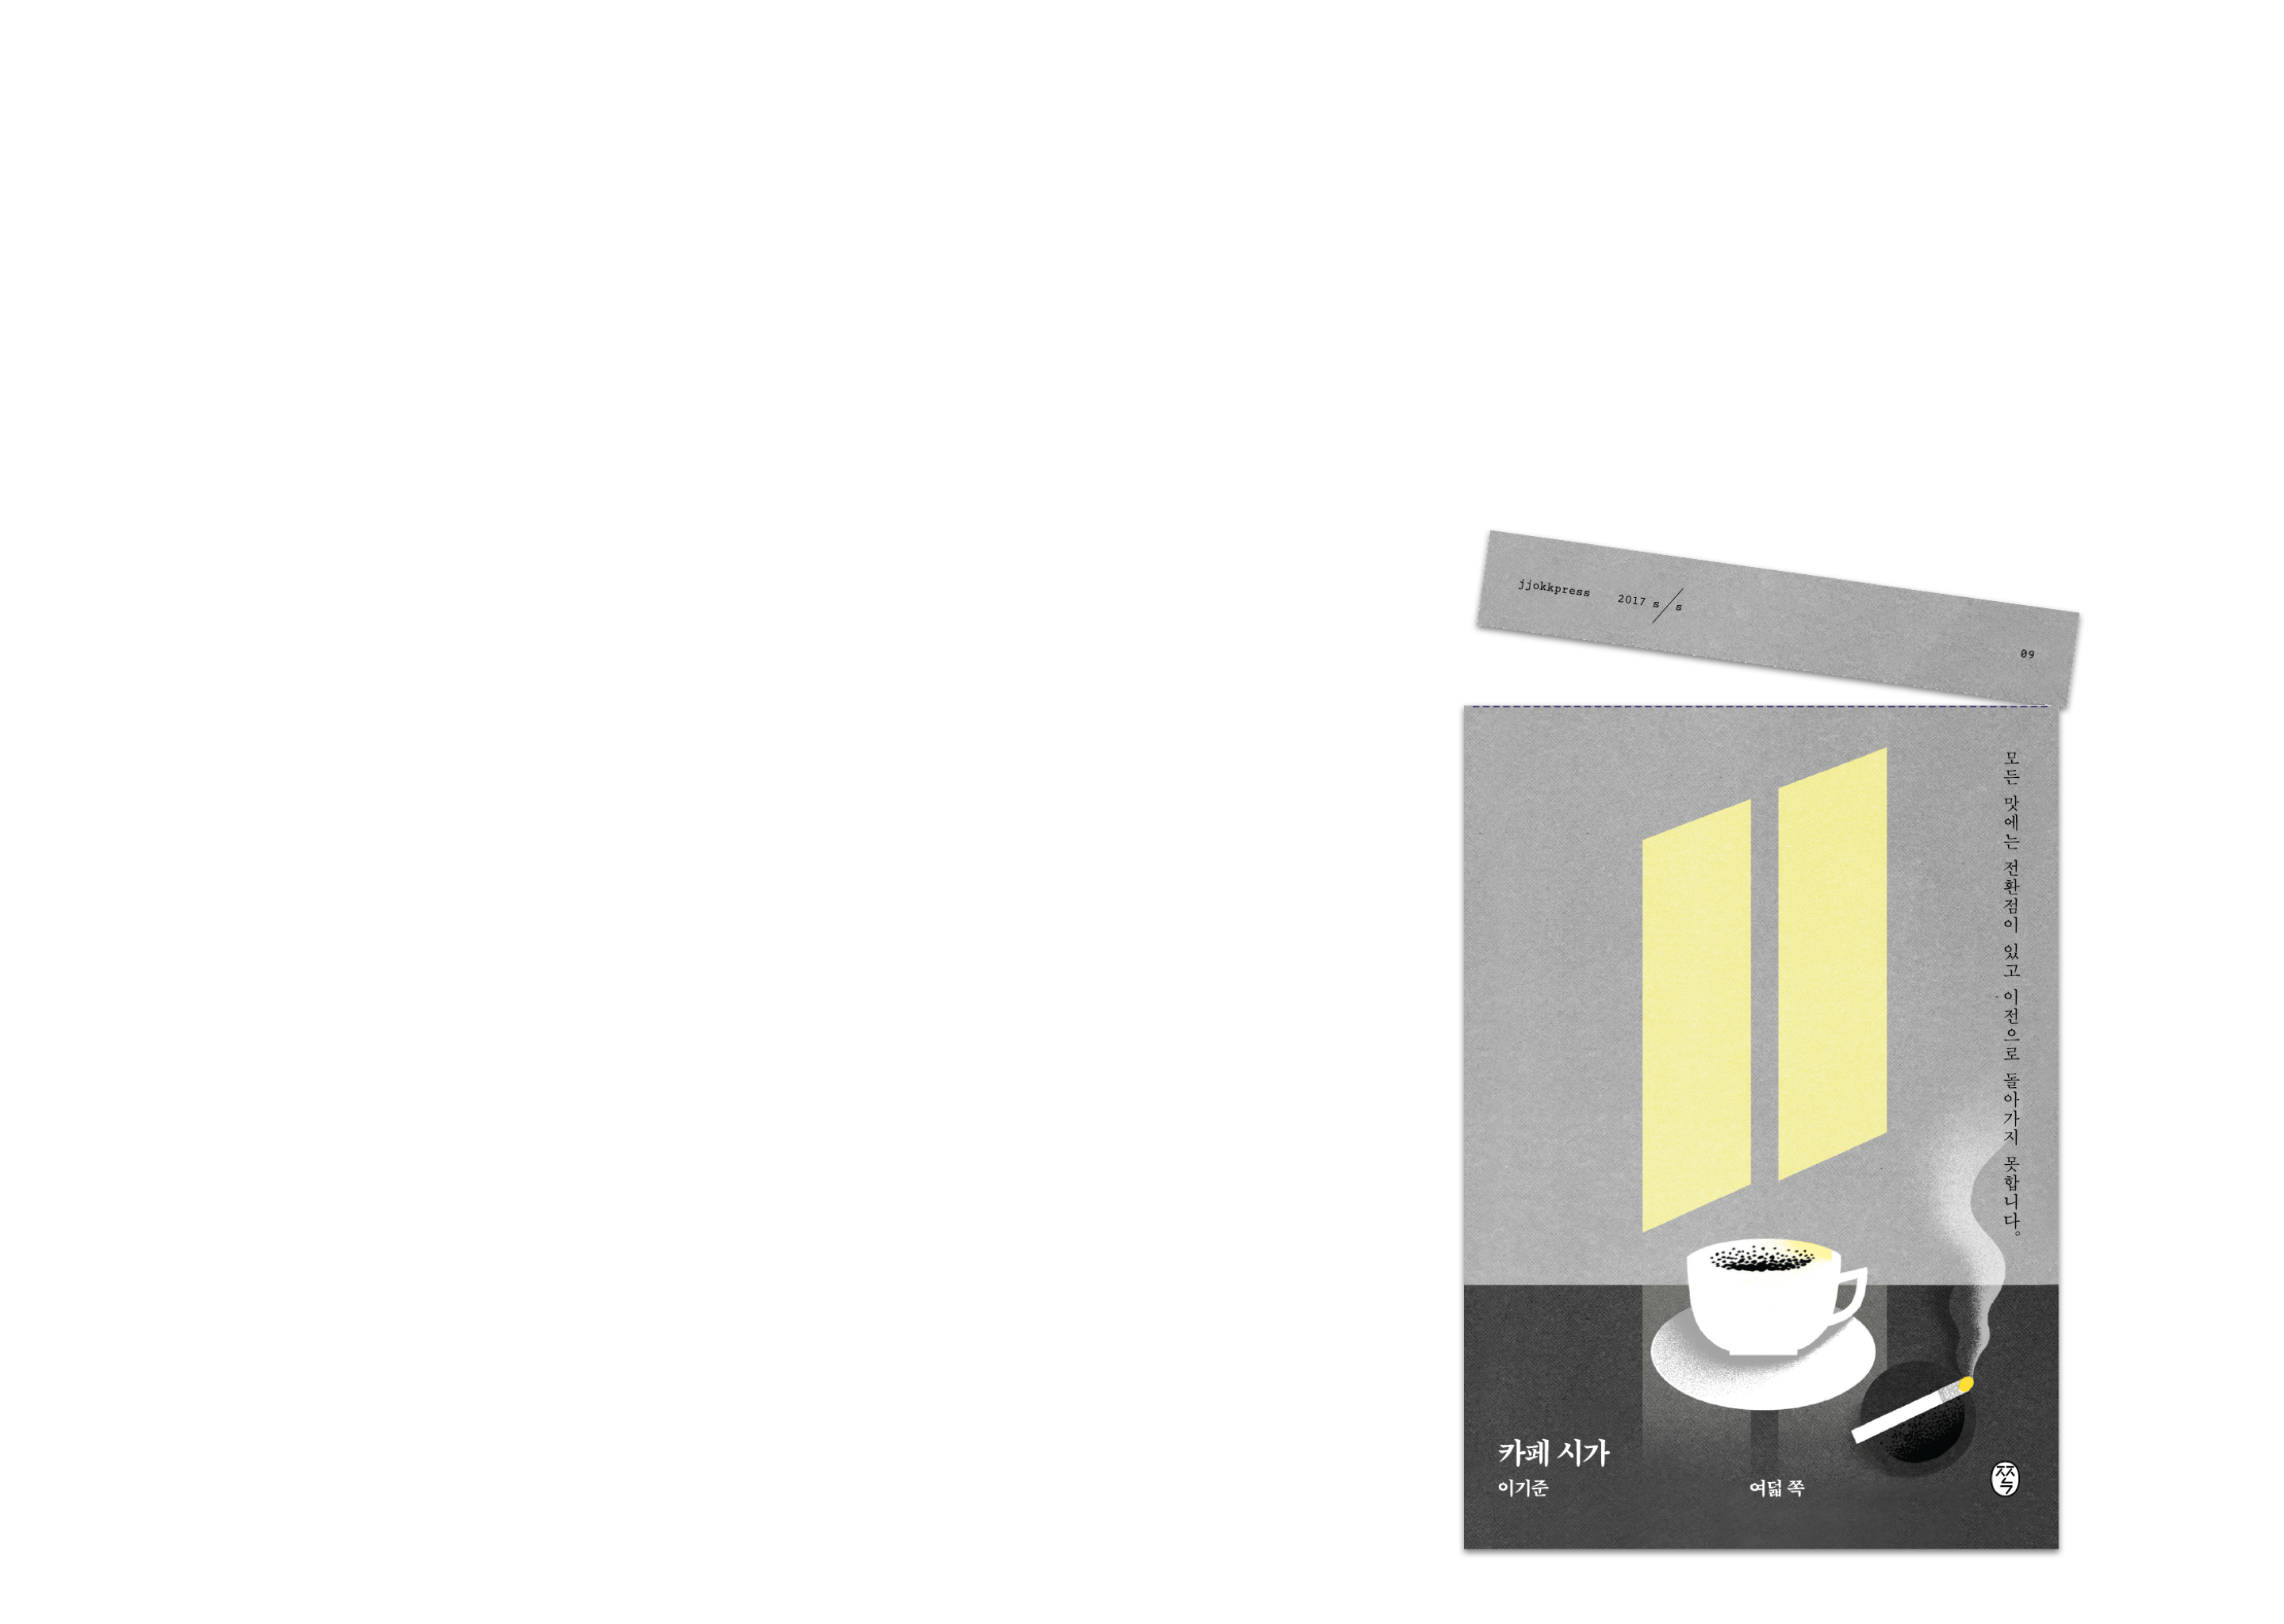 jjokkpress 2017 s/s
09
모든 맛에는 전환점이 있고 이전으로 돌아가지 못합니다.
카페 시가
이기준
여덟 쪽
쪽